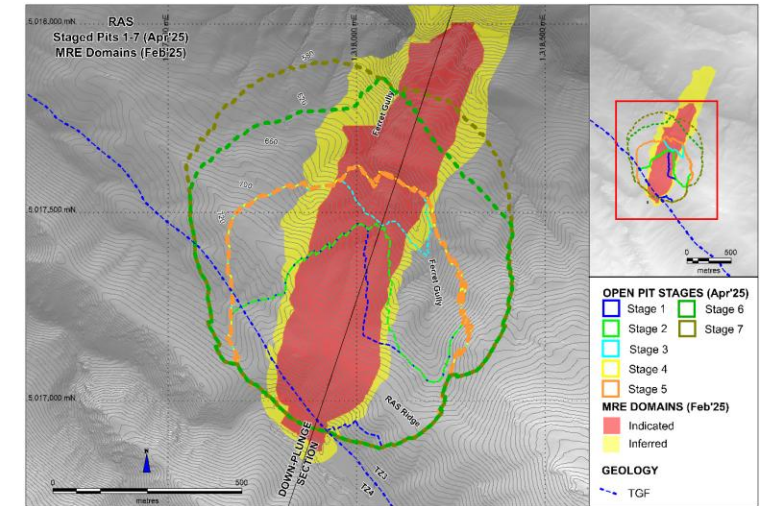 RAS
Staged Pits 1-7 (Apr'25)
MRE Domains (Feb'25)
5,018,000 mN
1,318,000 mE
1,318,500 mE
Ferret Gully
660
700
5,017,500 mN
Ferret Gully
5,017,000 mN
RAS Ridge
DOWN-PLUNGE
SECTION
TZ3
TZ4
N
0
500
metres
0
500
metres
OPEN PIT STAGES (Apr'25)
Stage 1
Stage 6
Stage 2
Stage 7
Stage 3
Stage 4
Stage 5
MRE DOMAINS (Feb'25)
Indicated
Inferred
GEOLOGY
TGF